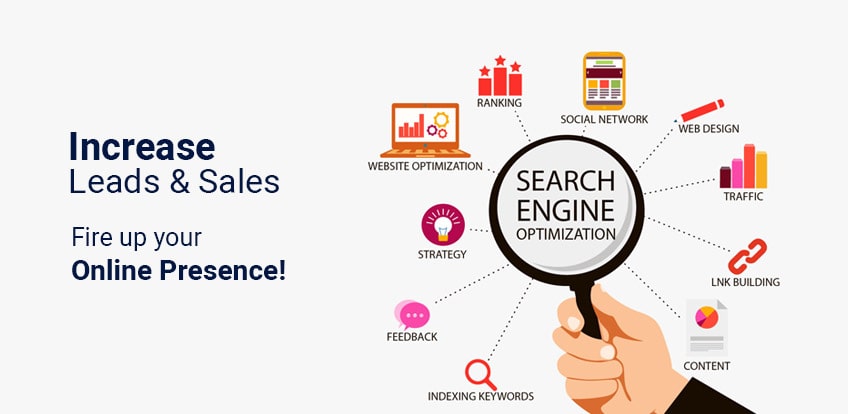 Increase
Leads & Sales
Fire up your
Online Presence!
RANKING
SOCIAL NETWORK
WEB DESIGN
WEBSITE OPTIMIZATION
SEARCH
ENGINE
OPTIMIZATION
TRAFFIC
STRATEGY
LNK BUILDING
FEEDBACK
CONTENT
INDEXING KEYWORDS